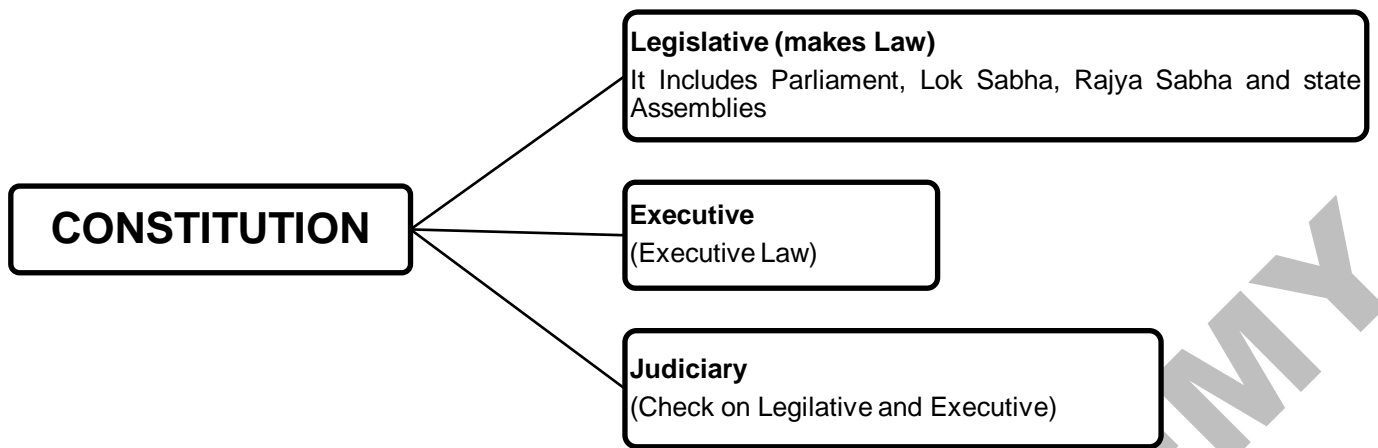 Legislative (makes Law)
It Includes Parliament, Lok Sabha, Rajya Sabha and state
Assemblies
CONSTITUTION
Executive
(Executive Law)
Judiciary
(Check on Legilative and Executive)